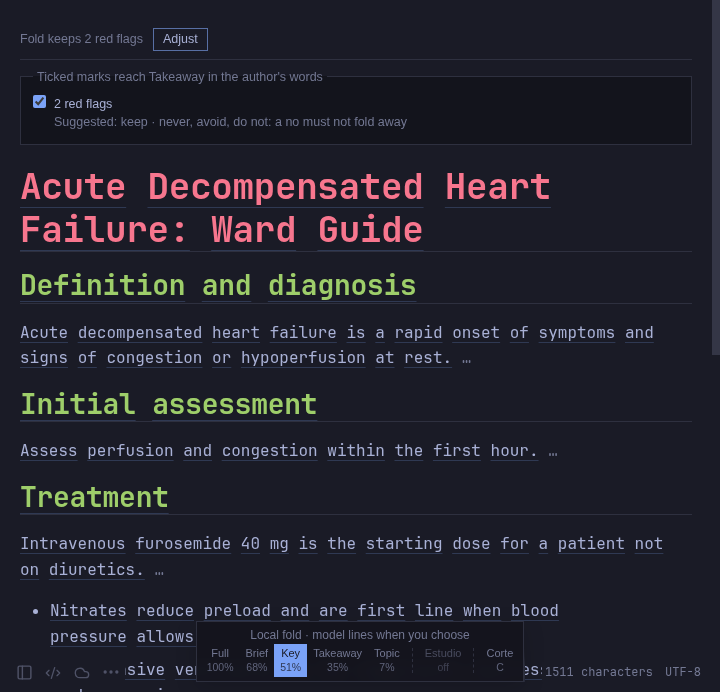 Fold keeps 2 red flags Adjust
Ticked marks reach Takeaway in the author's words
2 red flags
Suggested: keep · never, avoid, do not: a no must not fold away
Acute Decompensated Heart
Failure: Ward Guide
Definition and diagnosis
Acute decompensated heart failure is a rapid onset of symptoms and
signs of congestion or hypoperfusion at rest. …
Initial assessment
Assess perfusion and congestion within the first hour. …
Treatment
Intravenous furosemide 40 mg is the starting dose for a patient not
on diuretics. …
• Nitrates reduce preload and are first line when blood
pressure allows
Local fold · model lines when you choose
Full Brief Key Takeaway Topic Estudio Corte
100% 68% 51% 35% 7% off C
1511 characters UTF-8